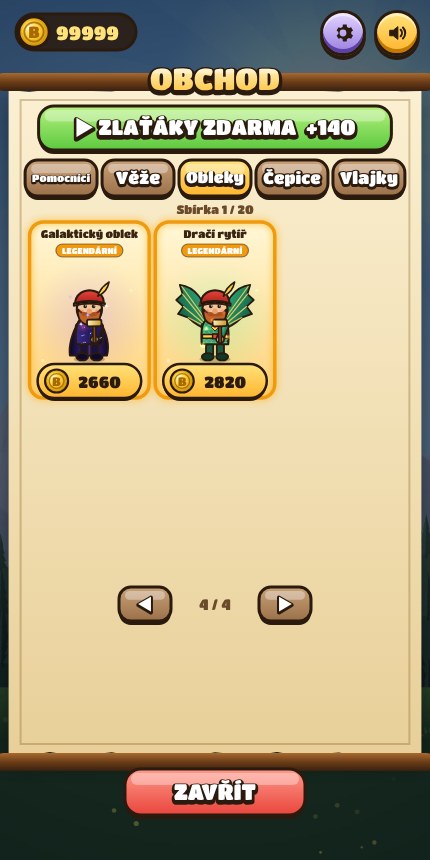 99999
OBCHOD
ZLAŤÁKY ZDARMA +140
Pomocníci Věže Obleky Čepice Vlajky
Sbírka 1 / 20
Galaktický oblek
LEGENDÁRNÍ
2660
Dračí rytíř
LEGENDÁRNÍ
2820
4 / 4
ZAVŘÍT